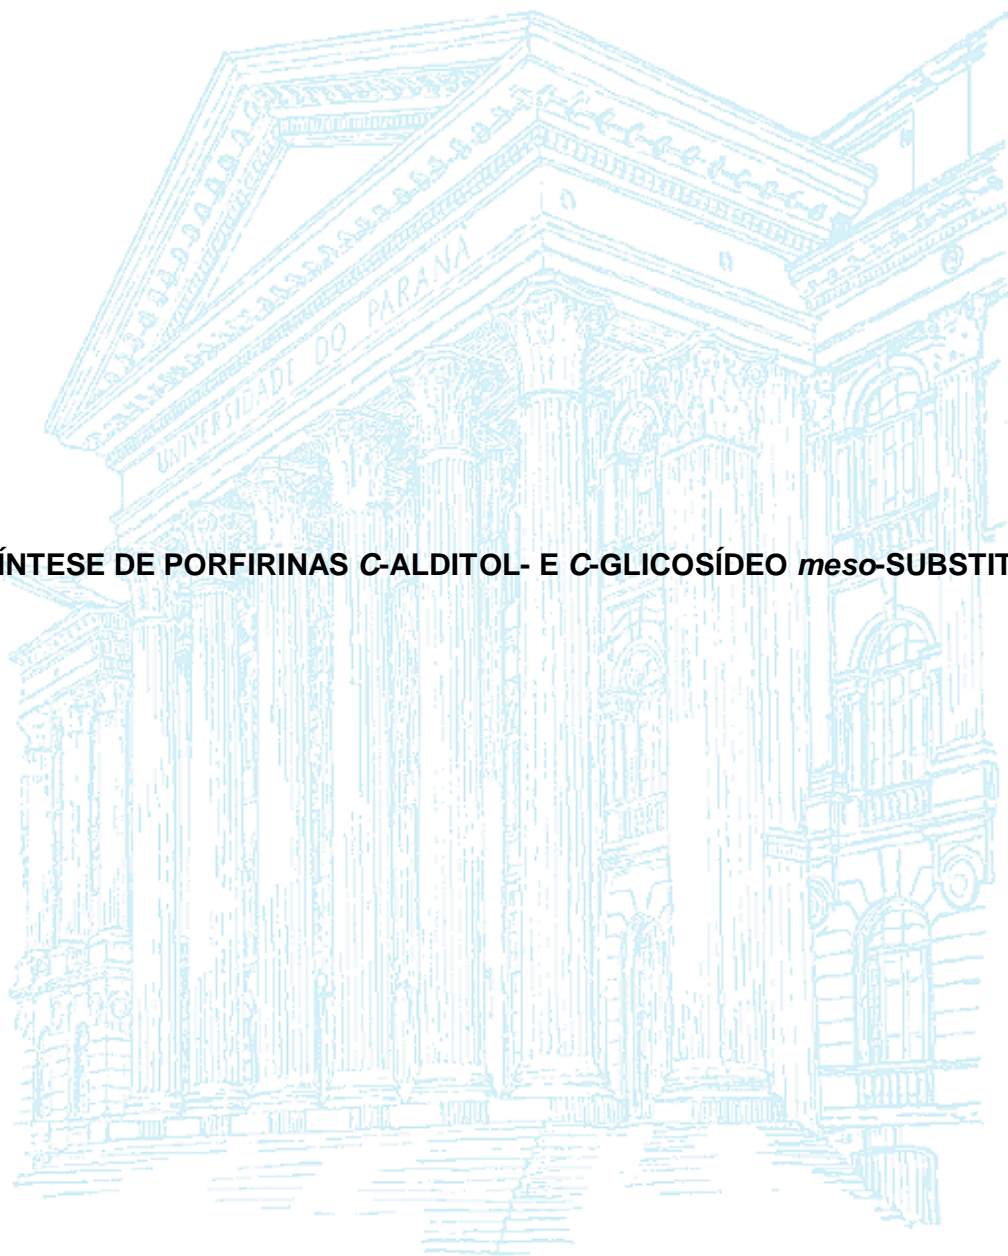 UNIVERSIDADE DO PARANÁ
ÍNTESE DE PORFIRINAS C-ALDITOL- E C-GLICOSÍDEO meso-SUBSTIT